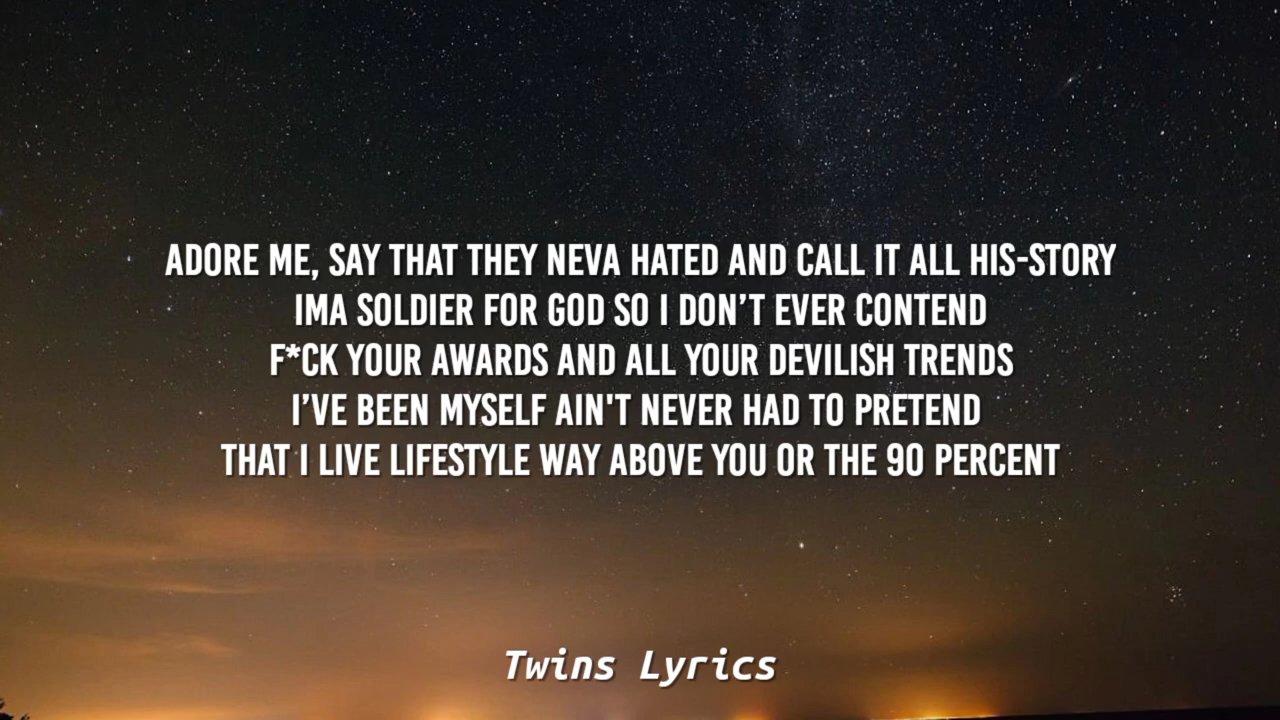 ADORE ME, SAY THAT THEY NEVA HATED AND CALL IT ALL HIS-STORY
IMA SOLDIER FOR GOD SO I DON’T EVER CONTEND
F*CK YOUR AWARDS AND ALL YOUR DEVILISH TRENDS
I’VE BEEN MYSELF AIN'T NEVER HAD TO PRETEND
THAT I LIVE LIFESTYLE WAY ABOVE YOU OR THE 90 PERCENT
Twins Lyrics